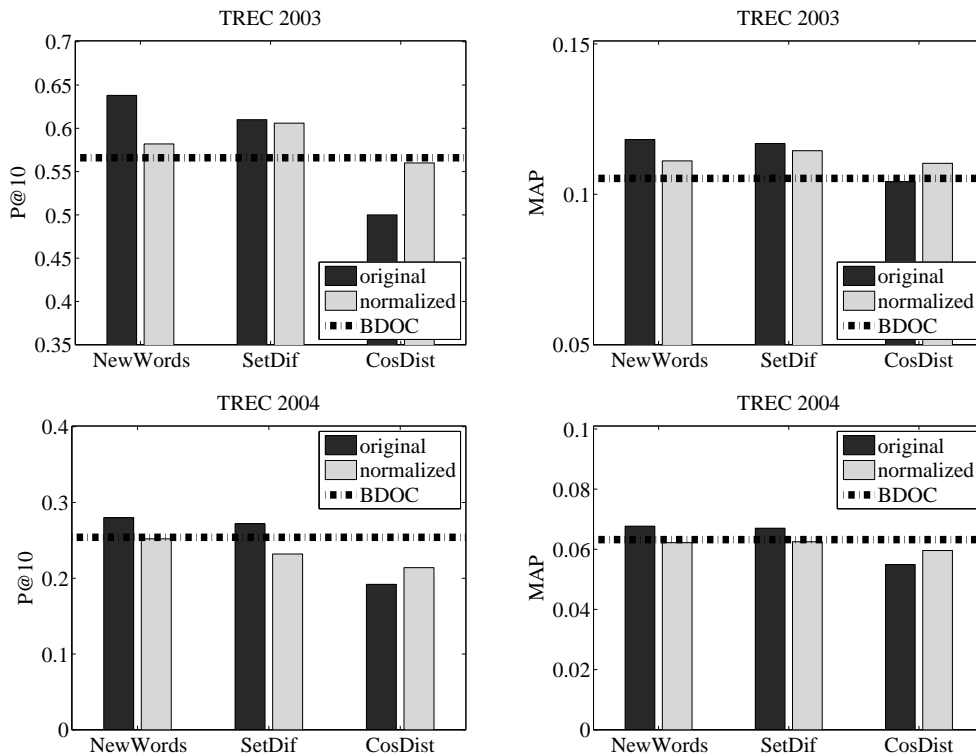 TREC 2003
0.7
0.65
0.6
0.55
0.5
0.45
0.4
0.35
P@10
NewWords SetDif CosDist
original
normalized
BDOC
TREC 2003
0.15
0.1
0.05
MAP
NewWords SetDif CosDist
original
normalized
BDOC
TREC 2004
0.4
0.3
0.2
0.1
0
P@10
NewWords SetDif CosDist
original
normalized
BDOC
TREC 2004
0.1
0.08
0.06
0.04
0.02
0
MAP
NewWords SetDif CosDist
original
normalized
BDOC